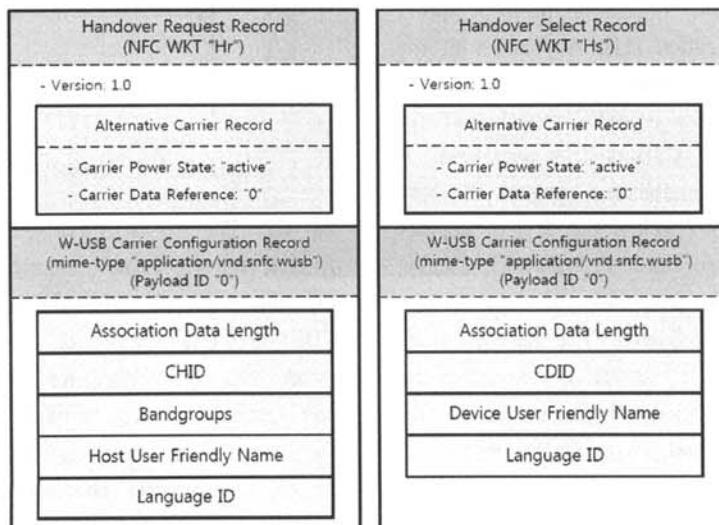 Handover Request Record
(NFC WKT "Hr")
- Version: 1.0
Alternative Carrier Record
- Carrier Power State: "active"
- Carrier Data Reference: "0"
W-USB Carrier Configuration Record
(mime-type "application/vnd.snfc.wusb")
(Payload ID "0")
Association Data Length
CHID
Bandgroups
Host User Friendly Name
Language ID
Handover Select Record
(NFC WKT "Hs")
- Version: 1.0
Alternative Carrier Record
- Carrier Power State: "active"
- Carrier Data Reference: "0"
W-USB Carrier Configuration Record
(mime-type "application/vnd.snfc.wusb")
(Payload ID "0")
Association Data Length
CDID
Device User Friendly Name
Language ID